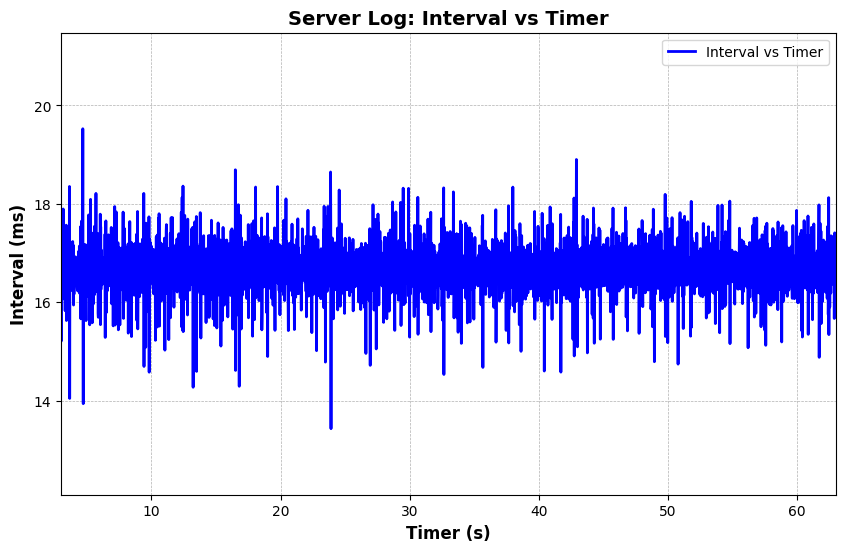 Server Log: Interval vs Timer
Interval vs Timer
20
18
16
14
Interval (ms)
10
20
30
40
50
60
Timer (s)